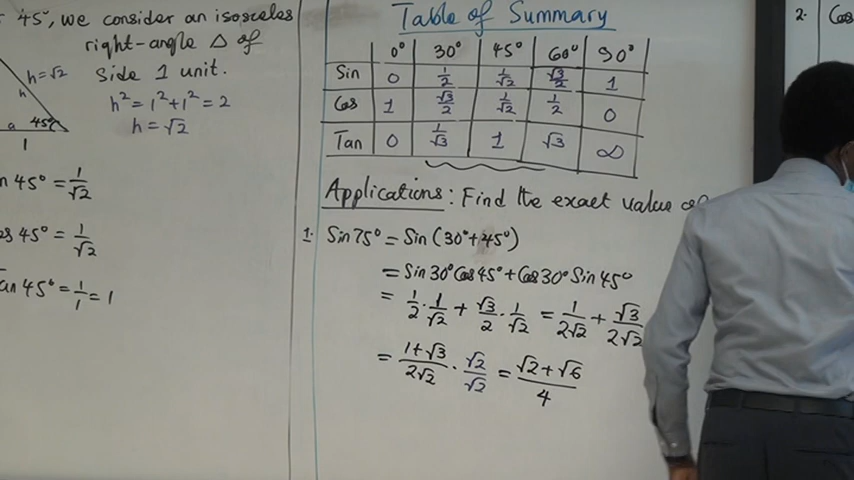 45°, we consider an isosceles
right-angle Δ of
side 1 unit.
h=√2
h
h² = 1² + 1² = 2
h = √2
a 45°
1
45° = 1/√2
45° = 1/√2
45° = 1/1 = 1
Table of Summary
0° 30° 45° 60° 90°
Sin 0 1/2 1/√2 √3/2 1
Cos 1 √3/2 1/√2 1/2 0
Tan 0 1/√3 1 √3 ∞
Applications: Find the exact value of
1. Sin 75° = Sin (30° + 45°)
= Sin 30° Cos 45° + Cos 30° Sin 45°
= 1/2 · 1/√2 + √3/2 · 1/√2 = 1/2√2 + √3/2√2
= 1+√3/2√2 · √2/√2 = √2+√6/4
2. Cos